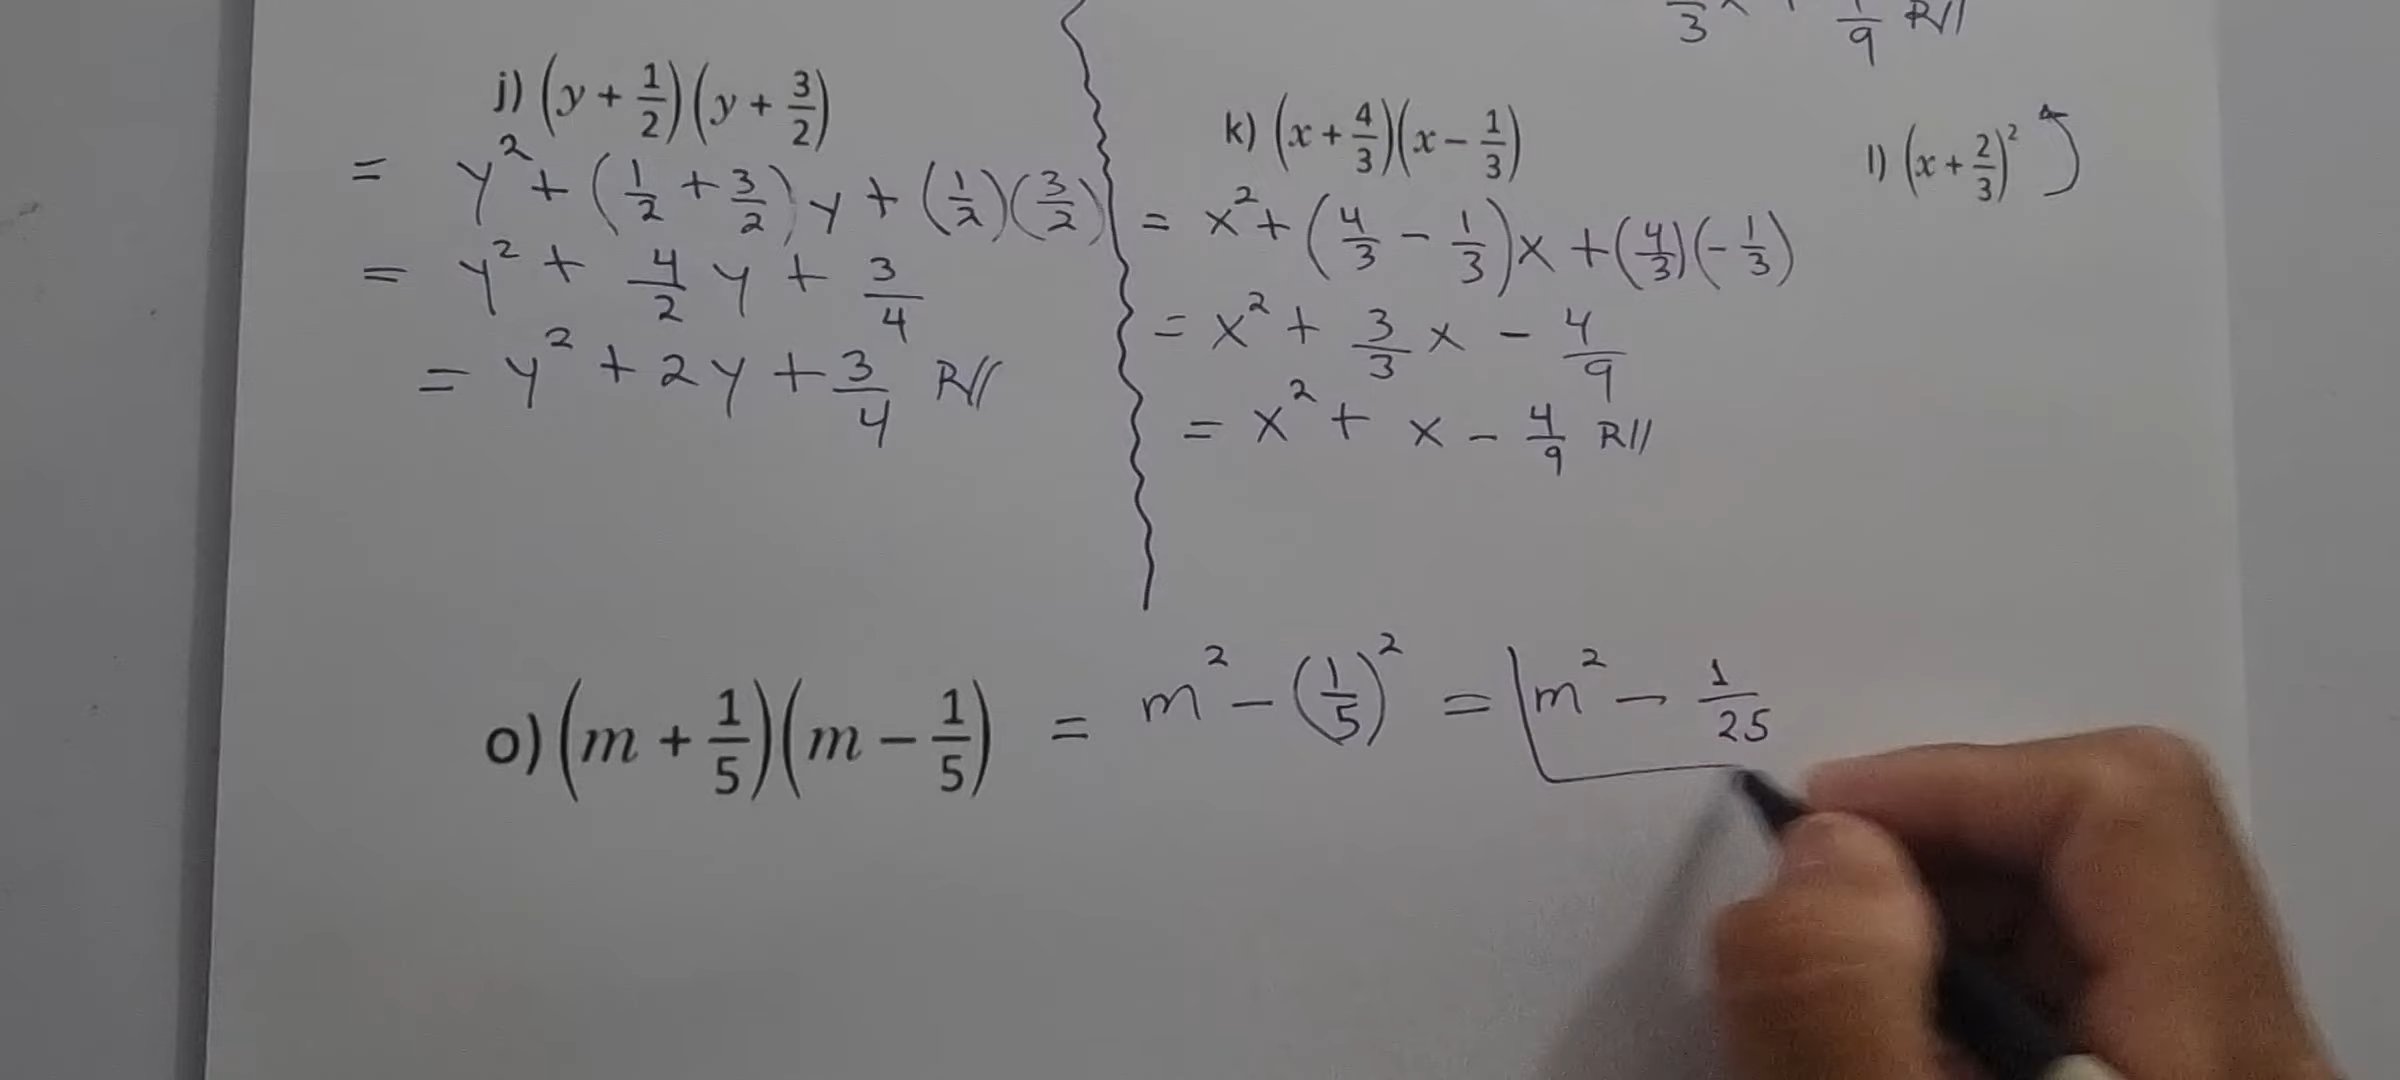 3 x + 1/9 R//
j) (y + 1/2)(y + 3/2)
= y² + (1/2 + 3/2)y + (1/2)(3/2)
= y² + 4/2 y + 3/4
= y² + 2y + 3/4 R//
k) (x + 4/3)(x − 1/3)
= x² + (4/3 − 1/3)x + (4/3)(−1/3)
= x² + 3/3 x − 4/9
= x² + x − 4/9 R//
l) (x + 2/3)²
o) (m + 1/5)(m − 1/5) = m² − (1/5)² = m² − 1/25